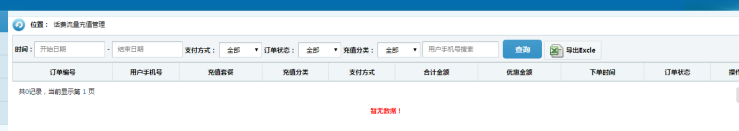 位置： 话费流量充值管理
时间： 开始日期 - 结束日期 支付方式： 全部 订单状态： 全部 充值分类： 全部 用户手机号搜索 查询 导出Excle
订单编号 用户手机号 充值套餐 充值分类 支付方式 合计金额 优惠金额 下单时间 订单状态 操
共0记录，当前显示第 1 页
暂无数据！